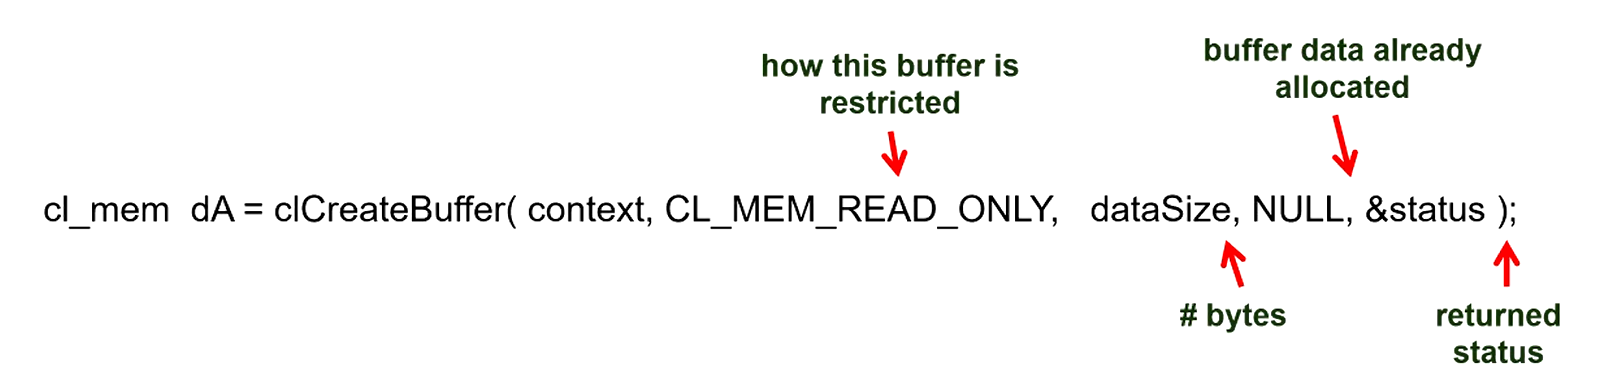 how this buffer is
restricted
buffer data already
allocated
cl_mem dA = clCreateBuffer( context, CL_MEM_READ_ONLY, dataSize, NULL, &status );
# bytes
returned
status